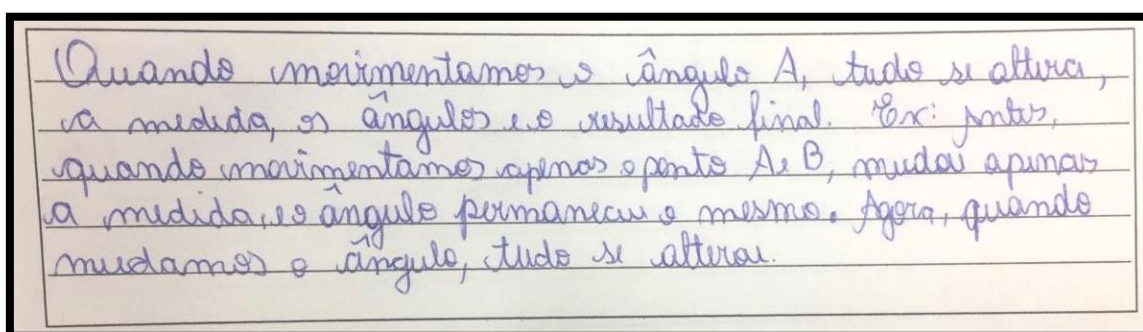 Quando movimentamos o ângulo A, tudo se altera,
a medida, os ângulos e o resultado final. Ex: Antes,
quando movimentamos apenas o ponto A e B, mudou apenas
a medida, e o ângulo permaneceu o mesmo. Agora, quando
mudamos o ângulo, tudo se alterou.